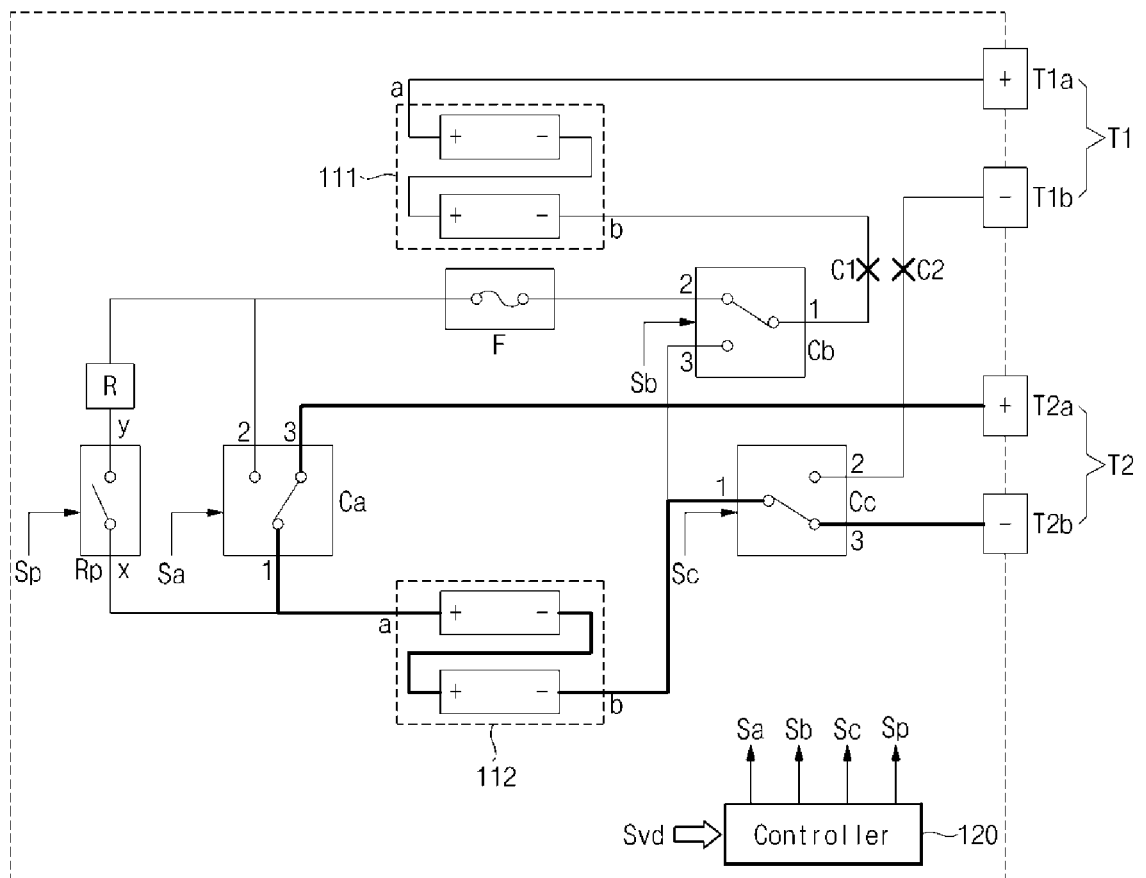 + T1a
a
+ -
T1
111
+ -
b
- T1b
C1 C2
2
1
F
3
Cb
Sb
R
y
2 3
+ T2a
T2
Ca
1
2
Cc
3
- T2b
Sp
Rp x
Sa
1
Sc
a
+ -
+ -
b
112
Sa Sb Sc Sp
Svd
Controller
120